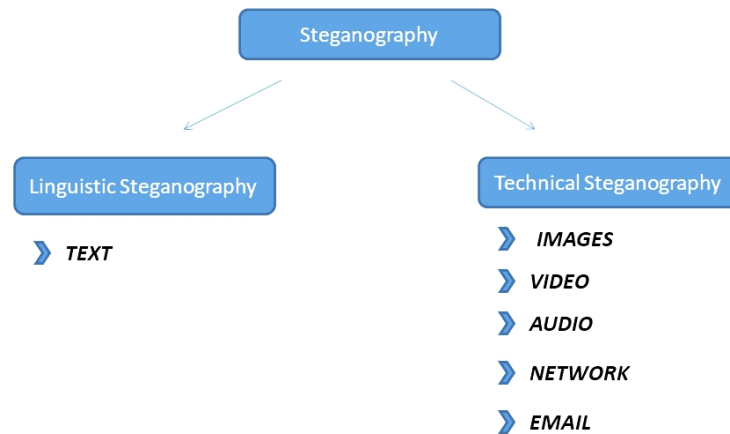 Steganography
Linguistic Steganography
TEXT
Technical Steganography
IMAGES
VIDEO
AUDIO
NETWORK
EMAIL